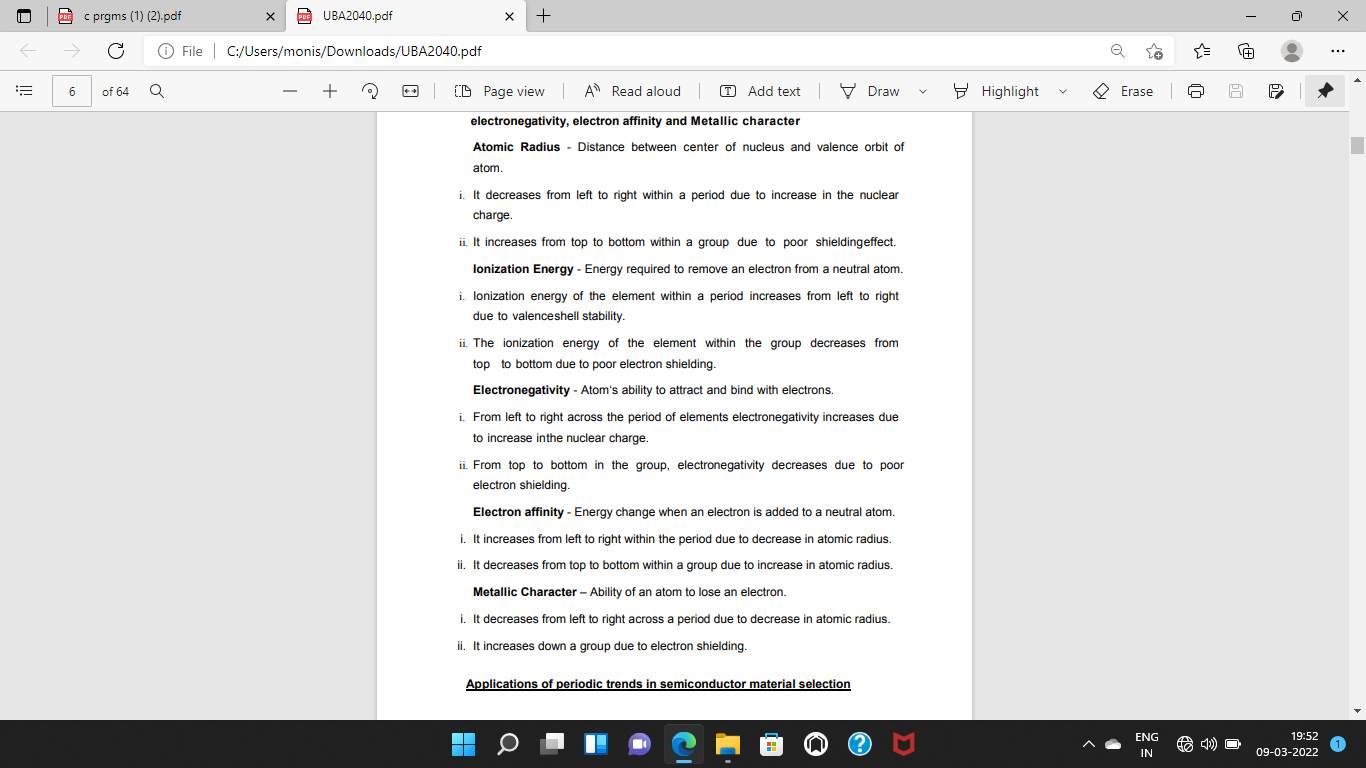 c prgms (1) (2).pdf
UBA2040.pdf
File
C:/Users/monis/Downloads/UBA2040.pdf
6 of 64
Page view
Read aloud
Add text
Draw
Highlight
Erase
electronegativity, electron affinity and Metallic character
Atomic Radius - Distance between center of nucleus and valence orbit of
atom.
i. It decreases from left to right within a period due to increase in the nuclear
charge.
ii. It increases from top to bottom within a group due to poor shieldingeffect.
Ionization Energy - Energy required to remove an electron from a neutral atom.
i. Ionization energy of the element within a period increases from left to right
due to valenceshell stability.
ii. The ionization energy of the element within the group decreases from
top to bottom due to poor electron shielding.
Electronegativity - Atom‘s ability to attract and bind with electrons.
i. From left to right across the period of elements electronegativity increases due
to increase inthe nuclear charge.
ii. From top to bottom in the group, electronegativity decreases due to poor
electron shielding.
Electron affinity - Energy change when an electron is added to a neutral atom.
i. It increases from left to right within the period due to decrease in atomic radius.
ii. It decreases from top to bottom within a group due to increase in atomic radius.
Metallic Character – Ability of an atom to lose an electron.
i. It decreases from left to right across a period due to decrease in atomic radius.
ii. It increases down a group due to electron shielding.
Applications of periodic trends in semiconductor material selection
ENG
IN
19:52
09-03-2022
1